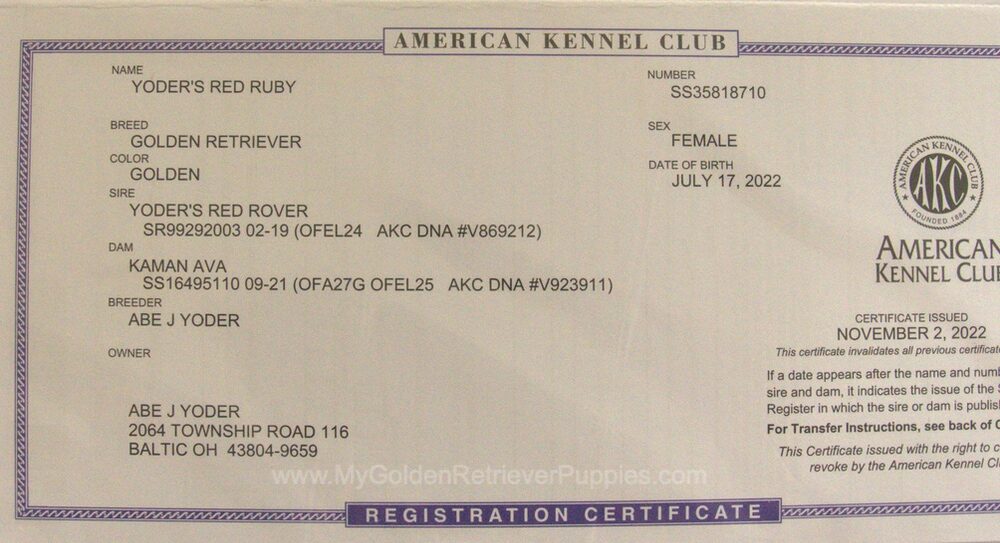 AMERICAN KENNEL CLUB
NAME
YODER'S RED RUBY
NUMBER
SS35818710
BREED
GOLDEN RETRIEVER
SEX
FEMALE
COLOR
GOLDEN
DATE OF BIRTH
JULY 17, 2022
SIRE
YODER'S RED ROVER
SR99292003 02-19 (OFEL24 AKC DNA #V869212)
DAM
KAMAN AVA
SS16495110 09-21 (OFA27G OFEL25 AKC DNA #V923911)
BREEDER
ABE J YODER
OWNER
ABE J YODER
2064 TOWNSHIP ROAD 116
BALTIC OH 43804-9659
AMERICAN KENNEL CLUB
AKC
FOUNDED 1884
AMERICAN
KENNEL CLU
CERTIFICATE ISSUED
NOVEMBER 2, 2022
This certificate invalidates all previous certificate
If a date appears after the name and numb
sire and dam, it indicates the issue of the S
Register in which the sire or dam is publis
For Transfer Instructions, see back of C
This Certificate issued with the right to c
revoke by the American Kennel Cl
www.MyGoldenRetrieverPuppies.com
REGISTRATION CERTIFICATE